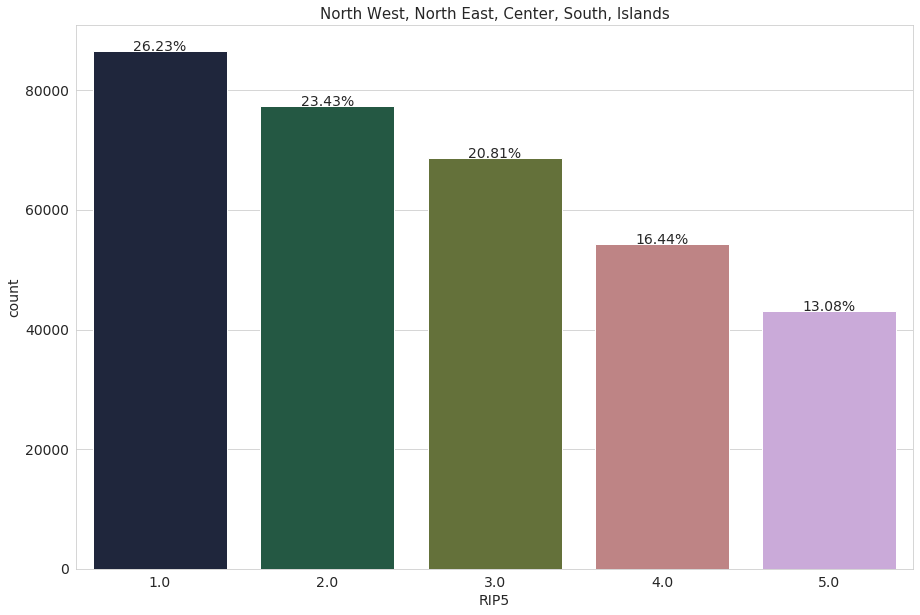 North West, North East, Center, South, Islands
26.23%
23.43%
20.81%
16.44%
13.08%
80000
60000
40000
20000
0
count
1.0 2.0 3.0 4.0 5.0
RIP5